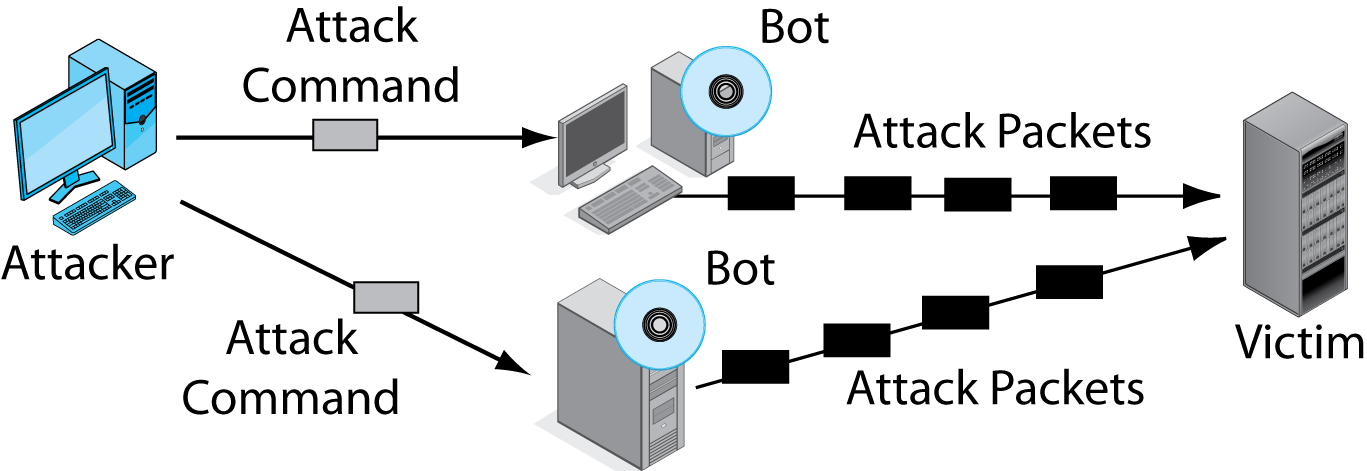 Attack
Command
Bot
Attack Packets
Attacker
Bot
Attack
Command
Attack Packets
Victim